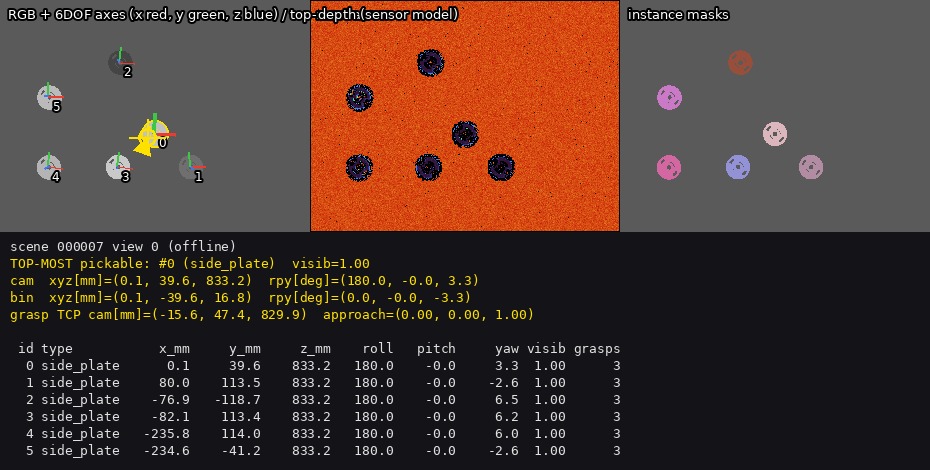 RGB + 6DOF axes (x red, y green, z blue) / top-depth(sensor model)
instance masks
2
5
0
4
3
1
scene 000007 view 0 (offline)
TOP-MOST pickable: #0 (side_plate)  visib=1.00
cam  xyz[mm]=(0.1, 39.6, 833.2)  rpy[deg]=(180.0, -0.0, 3.3)
bin  xyz[mm]=(0.1, -39.6, 16.8)  rpy[deg]=(0.0, -0.0, -3.3)
grasp TCP cam[mm]=(-15.6, 47.4, 829.9)  approach=(0.00, 0.00, 1.00)
id type x_mm y_mm z_mm roll pitch yaw visib grasps
0 side_plate 0.1 39.6 833.2 180.0 -0.0 3.3 1.00 3
1 side_plate 80.0 113.5 833.2 180.0 -0.0 -2.6 1.00 3
2 side_plate -76.9 -118.7 833.2 180.0 -0.0 6.5 1.00 3
3 side_plate -82.1 113.4 833.2 180.0 -0.0 6.2 1.00 3
4 side_plate -235.8 114.0 833.2 180.0 -0.0 6.0 1.00 3
5 side_plate -234.6 -41.2 833.2 180.0 -0.0 -2.6 1.00 3